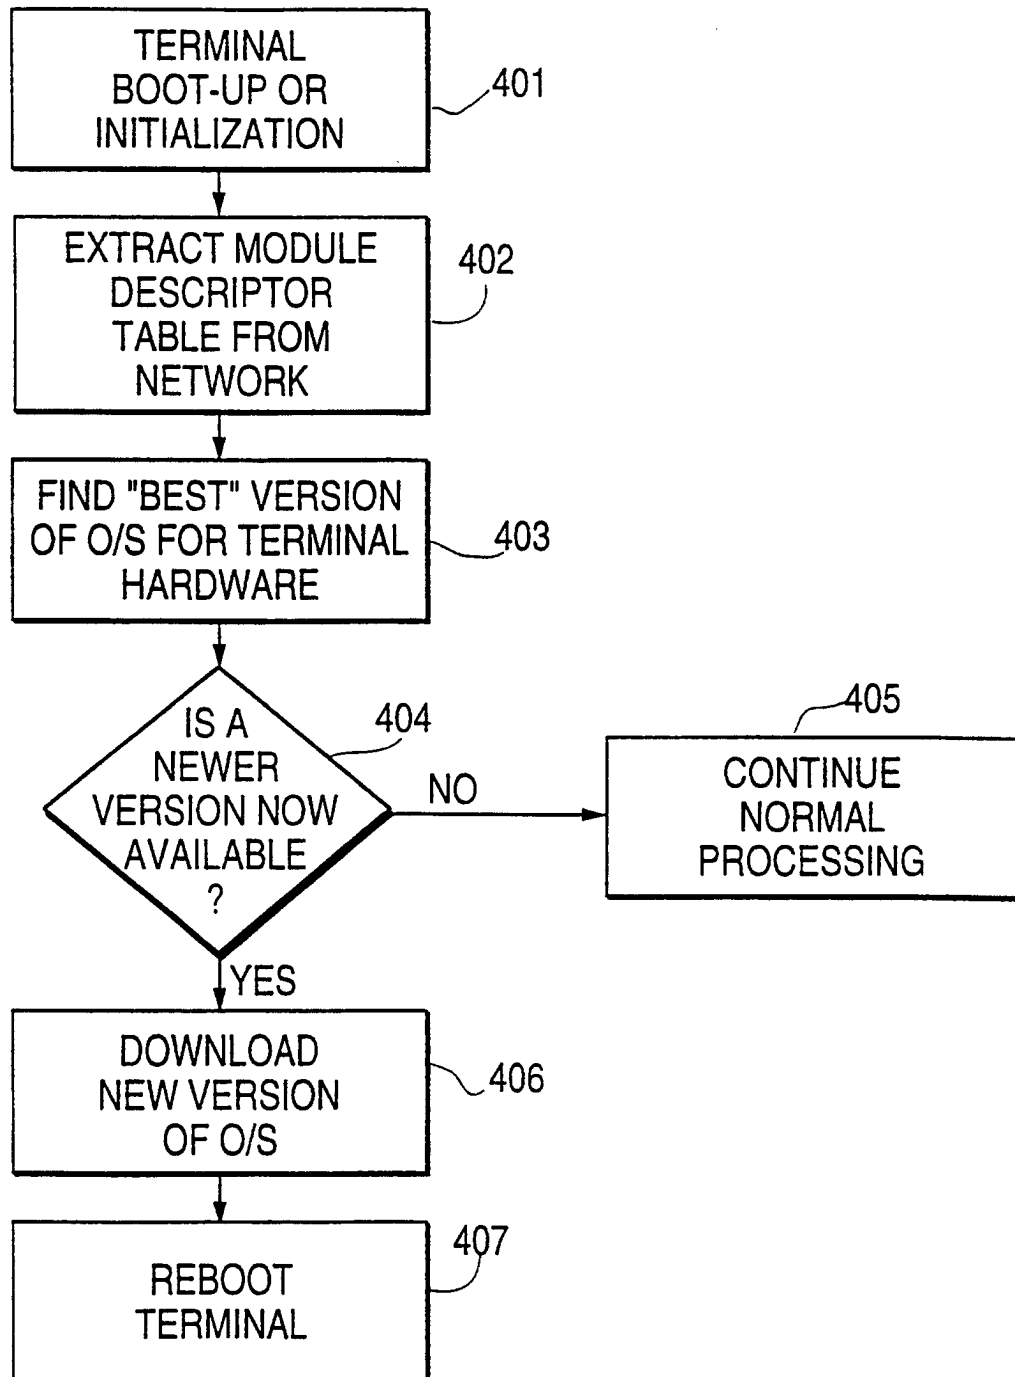 TERMINAL
BOOT-UP OR
INITIALIZATION
401
EXTRACT MODULE
DESCRIPTOR
TABLE FROM
NETWORK
402
FIND "BEST" VERSION
OF O/S FOR TERMINAL
HARDWARE
403
IS A
NEWER
VERSION NOW
AVAILABLE
?
404
NO
405
CONTINUE
NORMAL
PROCESSING
YES
DOWNLOAD
NEW VERSION
OF O/S
406
REBOOT
TERMINAL
407